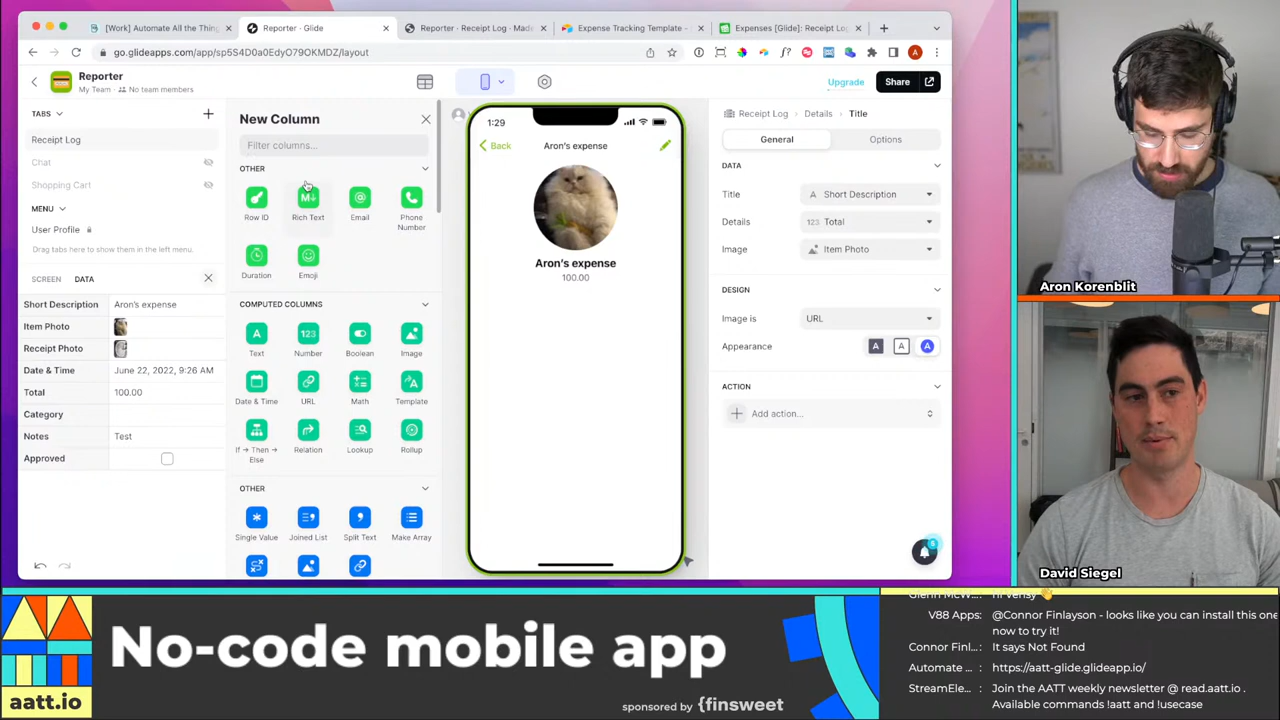 [Work] Automate All the Thing
Reporter - Glide
Reporter - Receipt Log - Made
Expense Tracking Template -
Expenses [Glide]: Receipt L
go.glideapps.com/app/sp5S4D0a0EdyO79OKMDZ/layout
A
Reporter
My Team · No team members
Upgrade
Share
TABS
Receipt Log
Chat
Shopping Cart
MENU
User Profile
Drag tabs here to show them in the left menu.
SCREEN DATA
Short Description Aron's expense
Item Photo
Receipt Photo
Date & Time June 22, 2022, 9:26 AM
Total 100.00
Category
Notes Test
Approved
New Column
Filter columns...
OTHER
Row ID Rich Text Email Phone Number
Duration Emoji
COMPUTED COLUMNS
Text Number Boolean Image
Date & Time URL Math Template
If → Then → Else Relation Lookup Rollup
OTHER
Single Value Joined List Split Text Make Array
1:29
Back
Aron's expense
Aron's expense
100.00
Receipt Log Details Title
General Options
DATA
Title A Short Description
Details 123 Total
Image Item Photo
DESIGN
Image is URL
Appearance A A A
ACTION
Add action...
Aron Korenblit
David Siegel
aatt.io
No-code mobile app
sponsored by {finsweet
V88 Apps: @Connor Finlayson - looks like you can install this one
now to try it!
Connor Finl...: It says Not Found
Automate ...: https://aatt-glide.glideapp.io/
StreamEle...: Join the AATT weekly newsletter @ read.aatt.io .
Available commands !aatt and !usecase